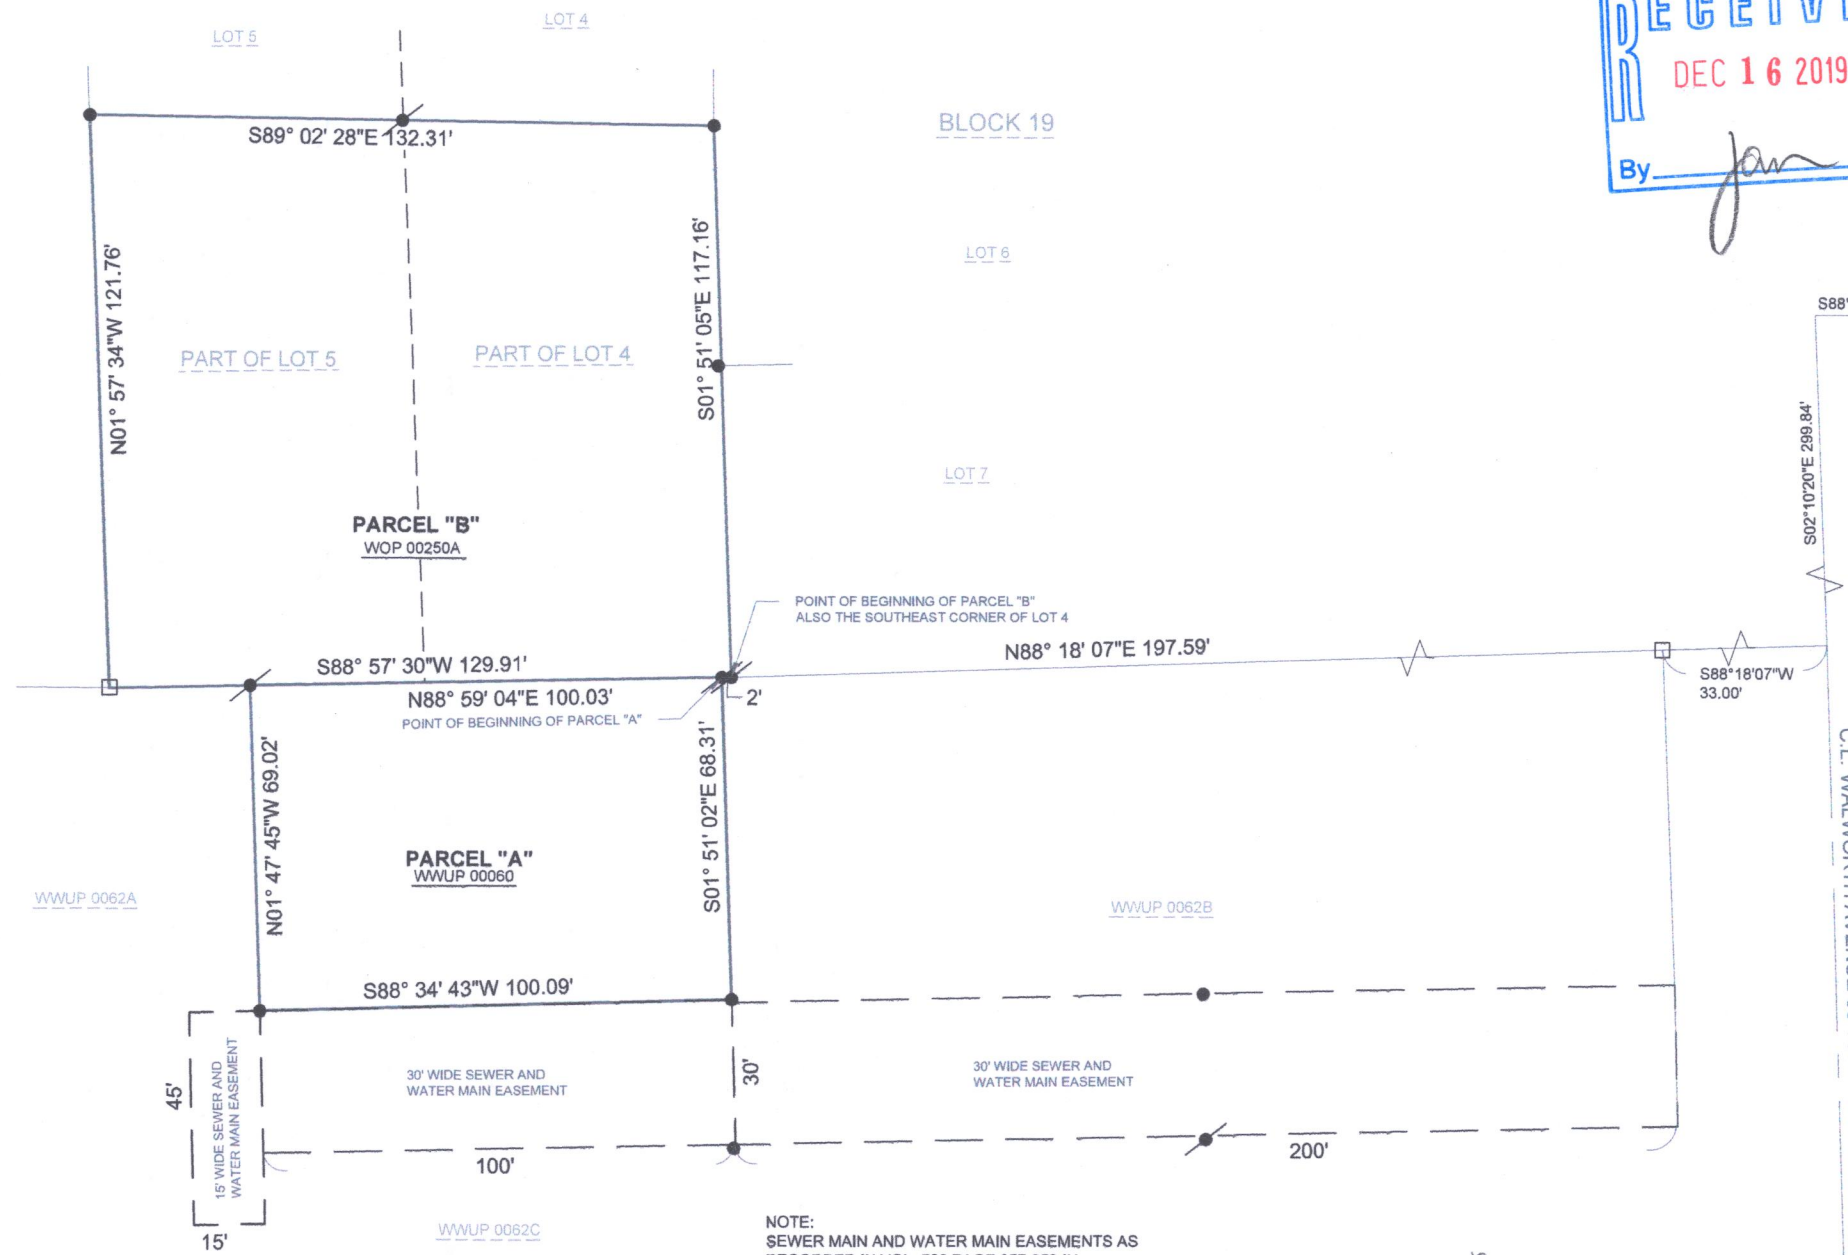 LOT 5
LOT 4
RECEIVE
DEC 16 2019
By
S89° 02' 28"E 132.31'
BLOCK 19
N01° 57' 34"W 121.76'
S01° 51' 05"E 117.16'
LOT 6
PART OF LOT 5
PART OF LOT 4
S88°
S02°10'20"E 299.84'
LOT 7
PARCEL "B"
WOP 00250A
POINT OF BEGINNING OF PARCEL "B"
ALSO THE SOUTHEAST CORNER OF LOT 4
S88° 57' 30"W 129.91'
N88° 18' 07"E 197.59'
S88°18'07"W
33.00'
N88° 59' 04"E 100.03'
2'
POINT OF BEGINNING OF PARCEL "A"
N01° 47' 45"W 69.02'
S01° 51' 02"E 68.31'
PARCEL "A"
WWUP 00060
WWUP 0062A
WWUP 0062B
S88° 34' 43"W 100.09'
45'
15' WIDE SEWER AND
WATER MAIN EASEMENT
30' WIDE SEWER AND
WATER MAIN EASEMENT
30'
30' WIDE SEWER AND
WATER MAIN EASEMENT
100'
200'
15'
WWUP 0062C
NOTE:
SEWER MAIN AND WATER MAIN EASEMENTS AS